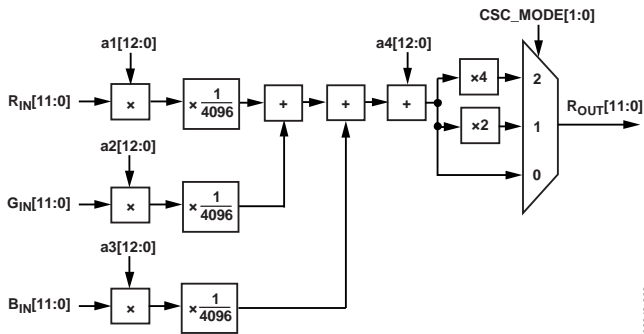 CSC_MODE[1:0]
a1[12:0]
a4[12:0]
R_IN[11:0]
×
× 1/4096
+
+
+
×4
2
×2
1
0
R_OUT[11:0]
a2[12:0]
G_IN[11:0]
×
× 1/4096
a3[12:0]
B_IN[11:0]
×
× 1/4096